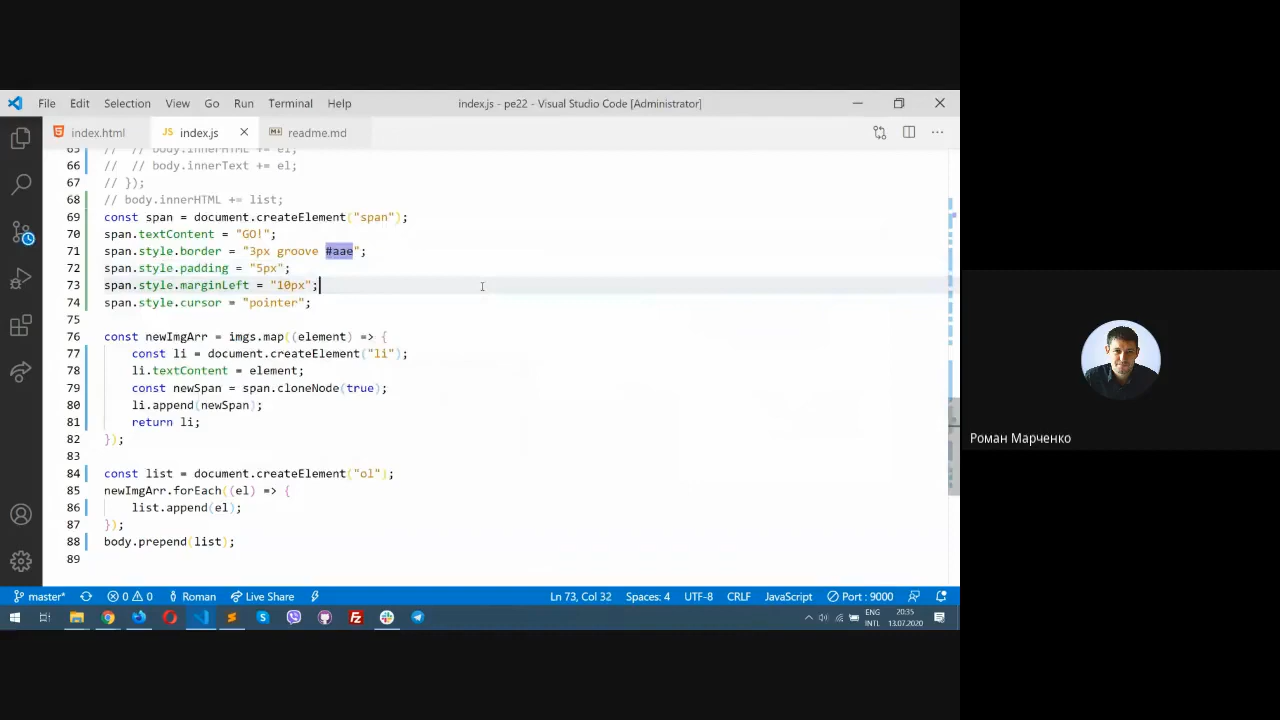 File Edit Selection View Go Run Terminal Help
index.js - pe22 - Visual Studio Code [Administrator]
index.html
JS index.js
readme.md
65 // // body.innerHTML += el;
66 // // body.innerText += el;
67 // });
68 // body.innerHTML += list;
69 const span = document.createElement("span");
70 span.textContent = "GO!";
71 span.style.border = "3px groove #aae";
72 span.style.padding = "5px";
73 span.style.marginLeft = "10px";
74 span.style.cursor = "pointer";
75
76 const newImgArr = imgs.map((element) => {
77 const li = document.createElement("li");
78 li.textContent = element;
79 const newSpan = span.cloneNode(true);
80 li.append(newSpan);
81 return li;
82 });
83
84 const list = document.createElement("ol");
85 newImgArr.forEach((el) => {
86 list.append(el);
87 });
88 body.prepend(list);
89
Роман Марченко
master* 0 0 Roman Live Share Ln 73, Col 32 Spaces: 4 UTF-8 CRLF JavaScript Port : 9000
ENG
INTL
20:35
13.07.2020